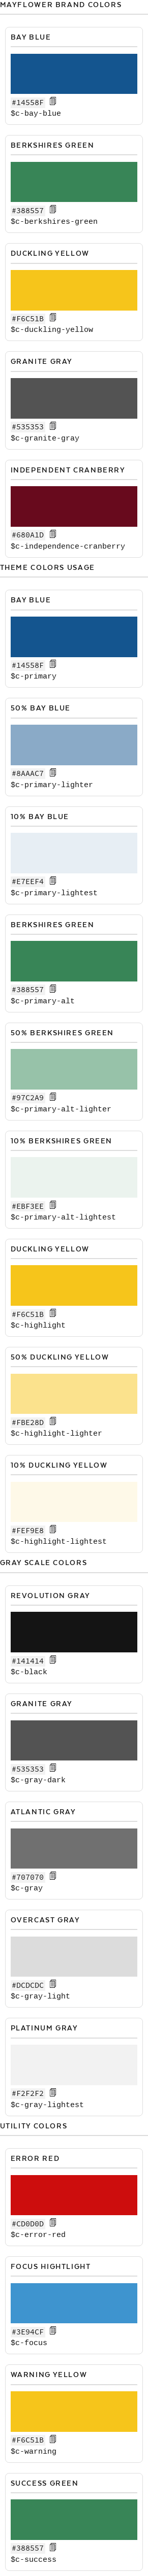 MAYFLOWER BRAND COLORS
BAY BLUE
#14558F
$c-bay-blue
BERKSHIRES GREEN
#388557
$c-berkshires-green
DUCKLING YELLOW
#F6C51B
$c-duckling-yellow
GRANITE GRAY
#535353
$c-granite-gray
INDEPENDENT CRANBERRY
#680A1D
$c-independence-cranberry
THEME COLORS USAGE
BAY BLUE
#14558F
$c-primary
50% BAY BLUE
#8AAAC7
$c-primary-lighter
10% BAY BLUE
#E7EEF4
$c-primary-lightest
BERKSHIRES GREEN
#388557
$c-primary-alt
50% BERKSHIRES GREEN
#97C2A9
$c-primary-alt-lighter
10% BERKSHIRES GREEN
#EBF3EE
$c-primary-alt-lightest
DUCKLING YELLOW
#F6C51B
$c-highlight
50% DUCKLING YELLOW
#FBE28D
$c-highlight-lighter
10% DUCKLING YELLOW
#FEF9E8
$c-highlight-lightest
GRAY SCALE COLORS
REVOLUTION GRAY
#141414
$c-black
GRANITE GRAY
#535353
$c-gray-dark
ATLANTIC GRAY
#707070
$c-gray
OVERCAST GRAY
#DCDCDC
$c-gray-light
PLATINUM GRAY
#F2F2F2
$c-gray-lightest
UTILITY COLORS
ERROR RED
#CD0D0D
$c-error-red
FOCUS HIGHTLIGHT
#3E94CF
$c-focus
WARNING YELLOW
#F6C51B
$c-warning
SUCCESS GREEN
#388557
$c-success